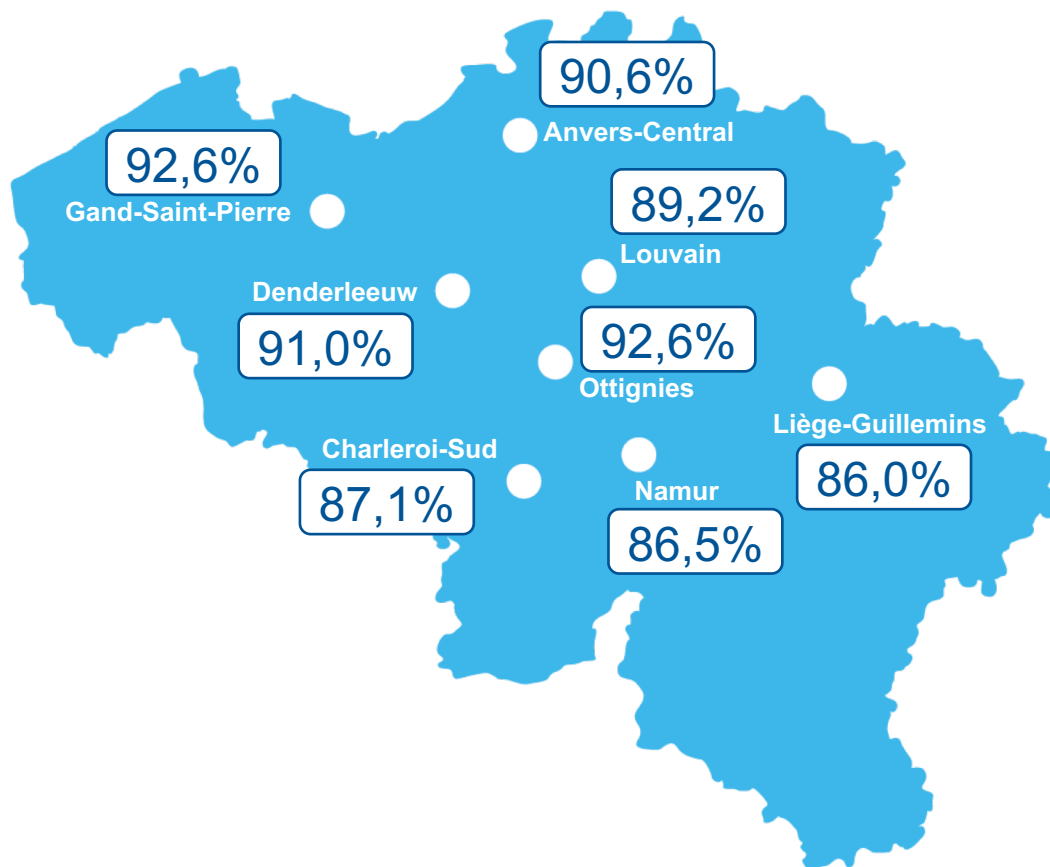 90,6%
Anvers-Central
92,6%
Gand-Saint-Pierre
89,2%
Louvain
Denderleeuw
91,0%
92,6%
Ottignies
Liège-Guillemins
86,0%
Charleroi-Sud
87,1%
Namur
86,5%